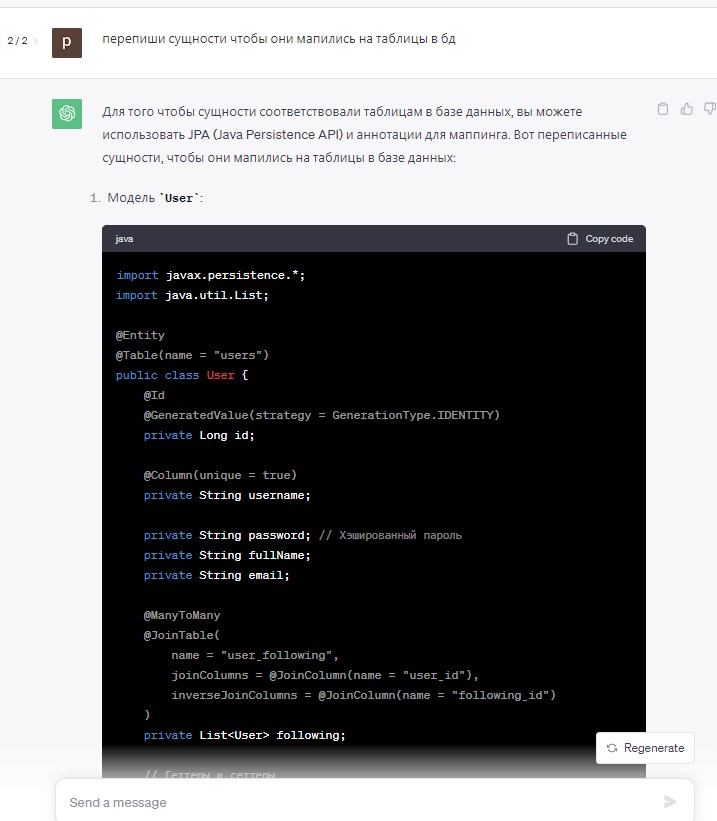 2 / 2 ›
p
перепиши сущности чтобы они мапились на таблицы в бд
Для того чтобы сущности соответствовали таблицам в базе данных, вы можете
использовать JPA (Java Persistence API) и аннотации для маппинга. Вот переписанные
сущности, чтобы они мапились на таблицы в базе данных:
1. Модель `User`:
java
Copy code
import javax.persistence.*;
import java.util.List;
@Entity
@Table(name = "users")
public class User {
@Id
@GeneratedValue(strategy = GenerationType.IDENTITY)
private Long id;
@Column(unique = true)
private String username;
private String password; // Хэшированный пароль
private String fullName;
private String email;
@ManyToMany
@JoinTable(
name = "user_following",
joinColumns = @JoinColumn(name = "user_id"),
inverseJoinColumns = @JoinColumn(name = "following_id")
)
private List<User> following;
Regenerate
// Геттеры и сеттеры
Send a message